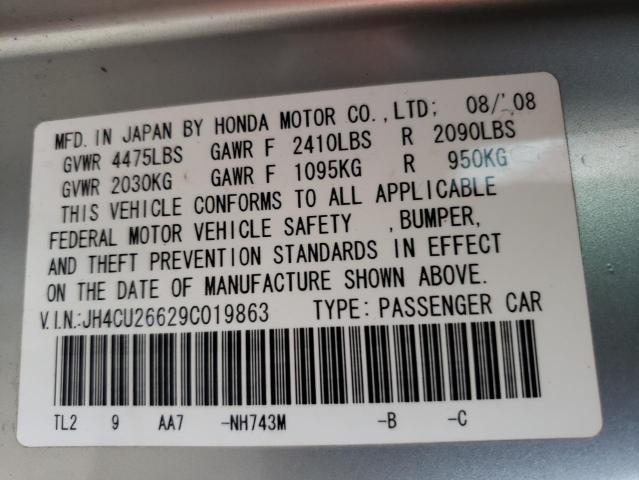 MFD. IN JAPAN BY HONDA MOTOR CO.,LTD; 08/'08
GVWR 4475LBS GAWR F 2410LBS R 2090LBS
GVWR 2030KG GAWR F 1095KG R 950KG
THIS VEHICLE CONFORMS TO ALL APPLICABLE
FEDERAL MOTOR VEHICLE SAFETY ,BUMPER,
AND THEFT PREVENTION STANDARDS IN EFFECT
ON THE DATE OF MANUFACTURE SHOWN ABOVE.
V.I.N.:JH4CU26629C019863 TYPE: PASSENGER CAR
TL2 9 AA7 -NH743M -B -C